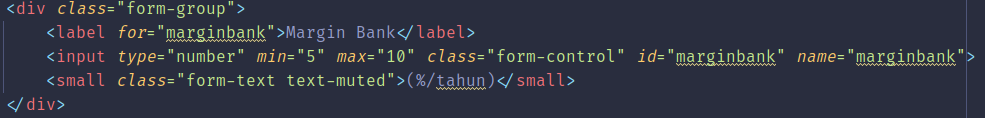 <div class="form-group">
<label for="marginbank">Margin Bank</label>
<input type="number" min="5" max="10" class="form-control" id="marginbank" name="marginbank">
<small class="form-text text-muted">(%/tahun)</small>
</div>